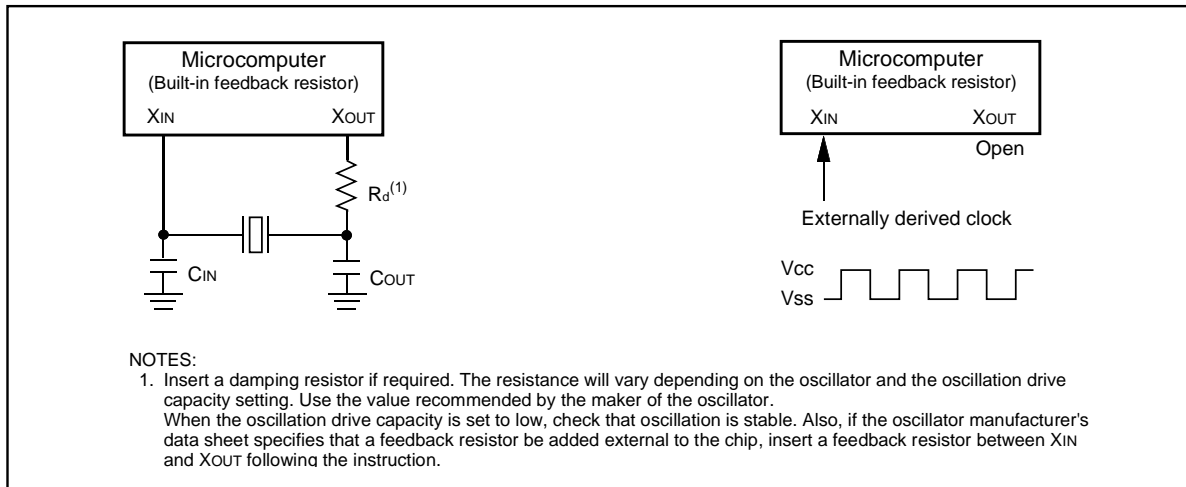 Microcomputer
(Built-in feedback resistor)
XIN XOUT
Rd(1)
CIN
COUT
Microcomputer
(Built-in feedback resistor)
XIN XOUT
Open
Externally derived clock
Vcc
Vss
NOTES:
1. Insert a damping resistor if required. The resistance will vary depending on the oscillator and the oscillation drive
capacity setting. Use the value recommended by the maker of the oscillator.
When the oscillation drive capacity is set to low, check that oscillation is stable. Also, if the oscillator manufacturer's
data sheet specifies that a feedback resistor be added external to the chip, insert a feedback resistor between XIN
and XOUT following the instruction.